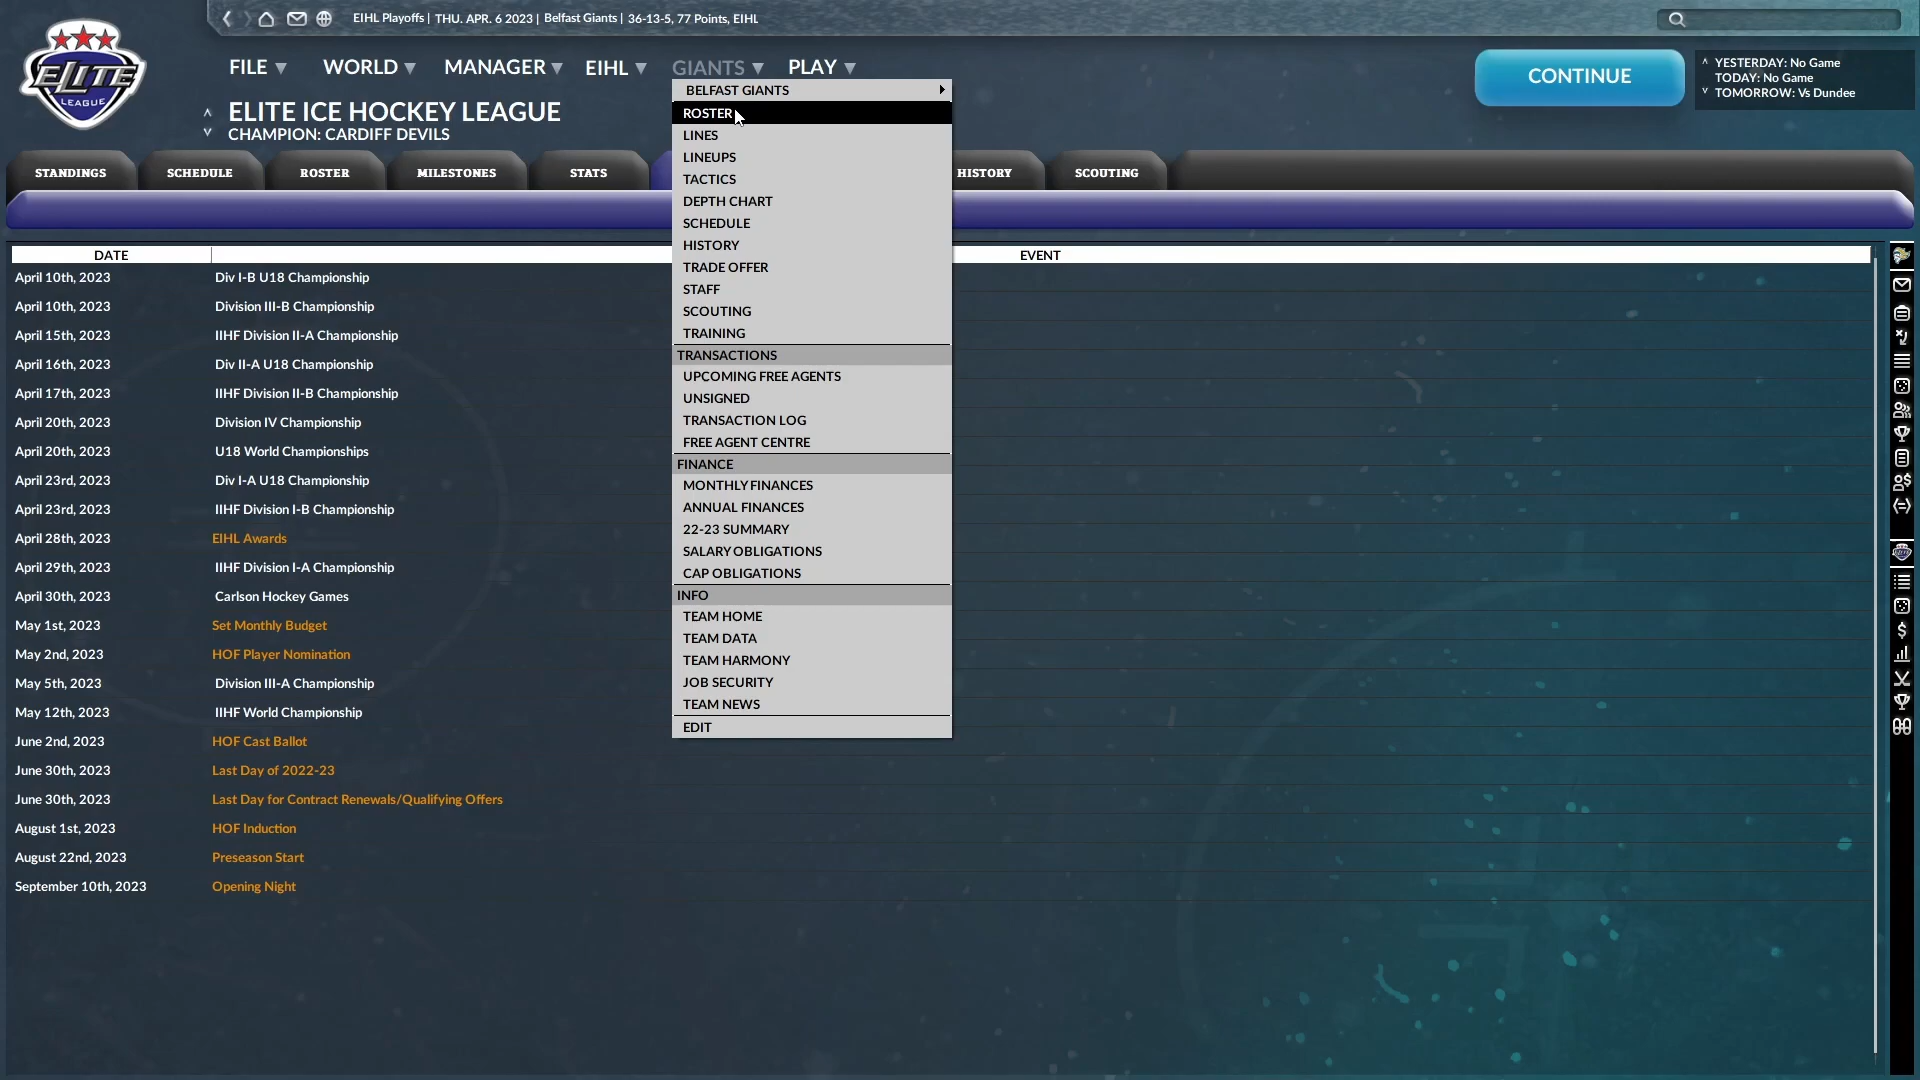 EIHL Playoffs | THU. APR. 6 2023 | Belfast Giants | 36-13-5, 77 Points, EIHL
ELITE
LEAGUE
FILE WORLD MANAGER EIHL GIANTS PLAY
CONTINUE
YESTERDAY: No Game
TODAY: No Game
TOMORROW: Vs Dundee
ELITE ICE HOCKEY LEAGUE
CHAMPION: CARDIFF DEVILS
STANDINGS SCHEDULE ROSTER MILESTONES STATS HISTORY SCOUTING
BELFAST GIANTS
ROSTER
LINES
LINEUPS
TACTICS
DEPTH CHART
SCHEDULE
HISTORY
TRADE OFFER
STAFF
SCOUTING
TRAINING
TRANSACTIONS
UPCOMING FREE AGENTS
UNSIGNED
TRANSACTION LOG
FREE AGENT CENTRE
FINANCE
MONTHLY FINANCES
ANNUAL FINANCES
22-23 SUMMARY
SALARY OBLIGATIONS
CAP OBLIGATIONS
INFO
TEAM HOME
TEAM DATA
TEAM HARMONY
JOB SECURITY
TEAM NEWS
EDIT
DATE EVENT
April 10th, 2023 Div I-B U18 Championship
April 10th, 2023 Division III-B Championship
April 15th, 2023 IIHF Division II-A Championship
April 16th, 2023 Div II-A U18 Championship
April 17th, 2023 IIHF Division II-B Championship
April 20th, 2023 Division IV Championship
April 20th, 2023 U18 World Championships
April 23rd, 2023 Div I-A U18 Championship
April 23rd, 2023 IIHF Division I-B Championship
April 28th, 2023 EIHL Awards
April 29th, 2023 IIHF Division I-A Championship
April 30th, 2023 Carlson Hockey Games
May 1st, 2023 Set Monthly Budget
May 2nd, 2023 HOF Player Nomination
May 5th, 2023 Division III-A Championship
May 12th, 2023 IIHF World Championship
June 2nd, 2023 HOF Cast Ballot
June 30th, 2023 Last Day of 2022-23
June 30th, 2023 Last Day for Contract Renewals/Qualifying Offers
August 1st, 2023 HOF Induction
August 22nd, 2023 Preseason Start
September 10th, 2023 Opening Night